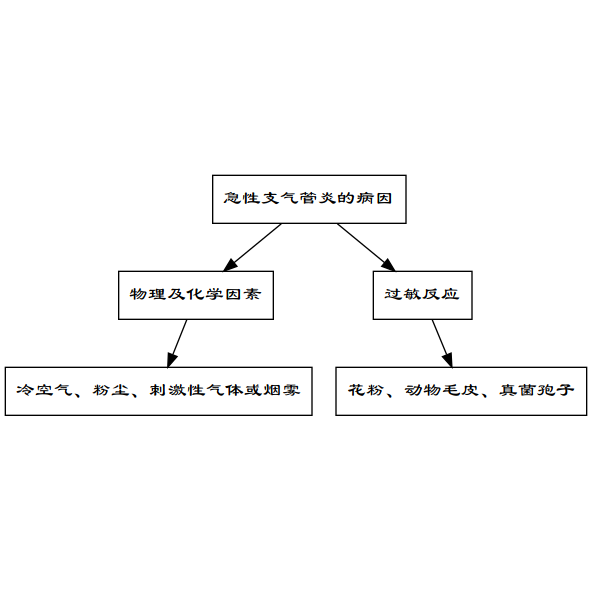 急性支气管炎的病因
物理及化学因素
过敏反应
冷空气、粉尘、刺激性气体或烟雾
花粉、动物毛皮、真菌孢子